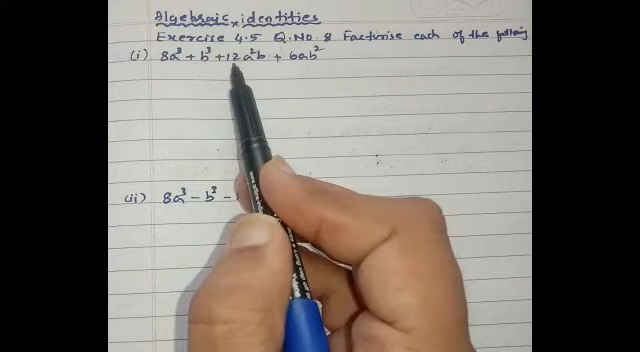 Algebraic identities
Exercise 4.5 Q.No 8 Factorise each of the following
(i) 8a³ + b³ + 12a²b + 6ab²
(ii) 8a³ - b³ -